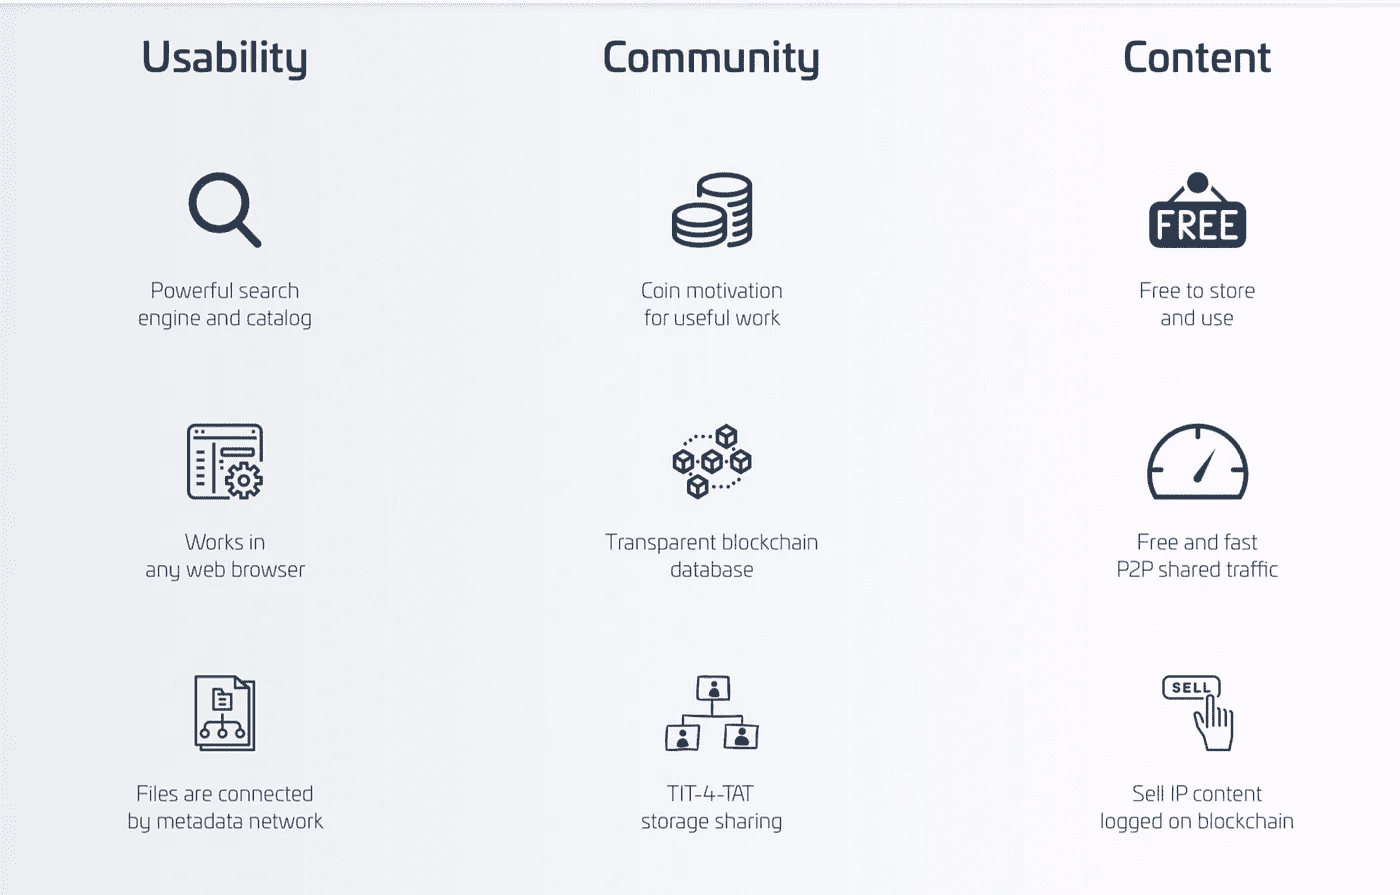 Usability
Community
Content
FREE
Powerful search
engine and catalog
Coin motivation
for useful work
Free to store
and use
Works in
any web browser
Transparent blockchain
database
Free and fast
P2P shared traffic
SELL
Files are connected
by metadata network
TIT-4-TAT
storage sharing
Sell IP content
logged on blockchain